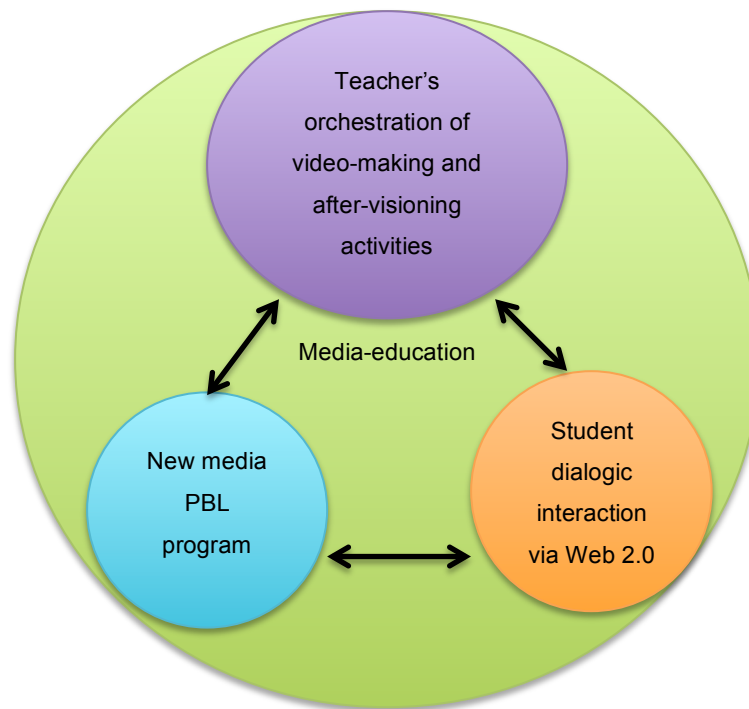 Teacher’s
orchestration of
video-making and
after-visioning
activities
Media-education
New media
PBL
program
Student
dialogic
interaction
via Web 2.0